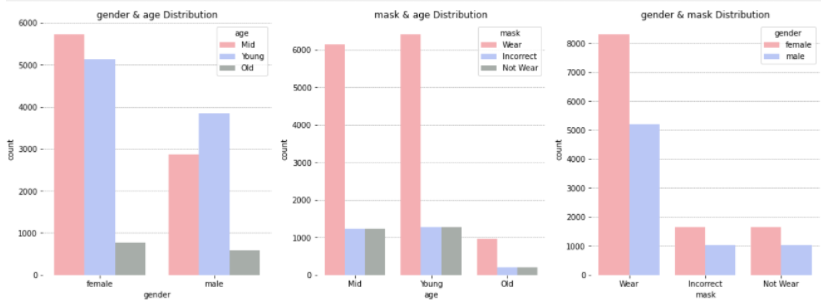 gender & age Distribution
age
Mid
Young
Old
6000
5000
4000
3000
2000
1000
0
count
female
male
gender
mask & age Distribution
mask
Wear
Incorrect
Not Wear
6000
5000
4000
3000
2000
1000
0
count
Mid
Young
Old
age
gender & mask Distribution
gender
female
male
8000
7000
6000
5000
4000
3000
2000
1000
0
count
Wear
Incorrect
Not Wear
mask